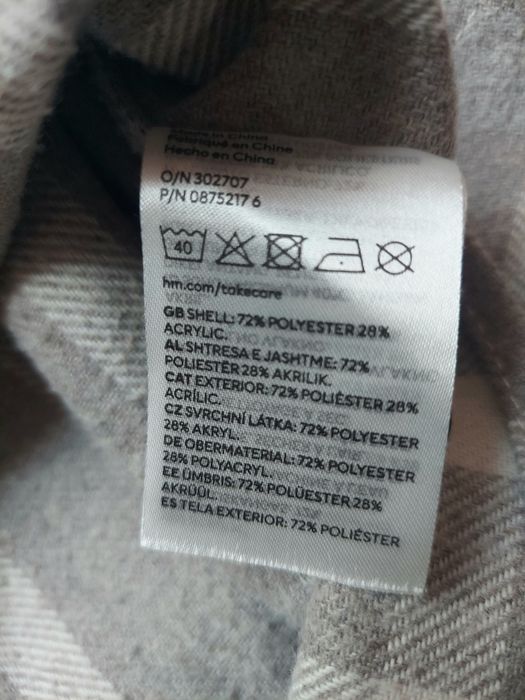 Made in China
Fabriqué en Chine
Hecho en China
O/N 302707
P/N 0875217 6
40
hm.com/takecare
GB SHELL: 72% POLYESTER 28%
ACRYLIC.
AL SHTRESA E JASHTME: 72%
POLIESTËR 28% AKRILIK.
CAT EXTERIOR: 72% POLIÈSTER 28%
ACRÍLIC.
CZ SVRCHNÍ LÁTKA: 72% POLYESTER
28% AKRYL.
DE OBERMATERIAL: 72% POLYESTER
28% POLYACRYL.
EE ÜMBRIS: 72% POLÜESTER 28%
AKRÜÜL.
ES TELA EXTERIOR: 72% POLIÉSTER